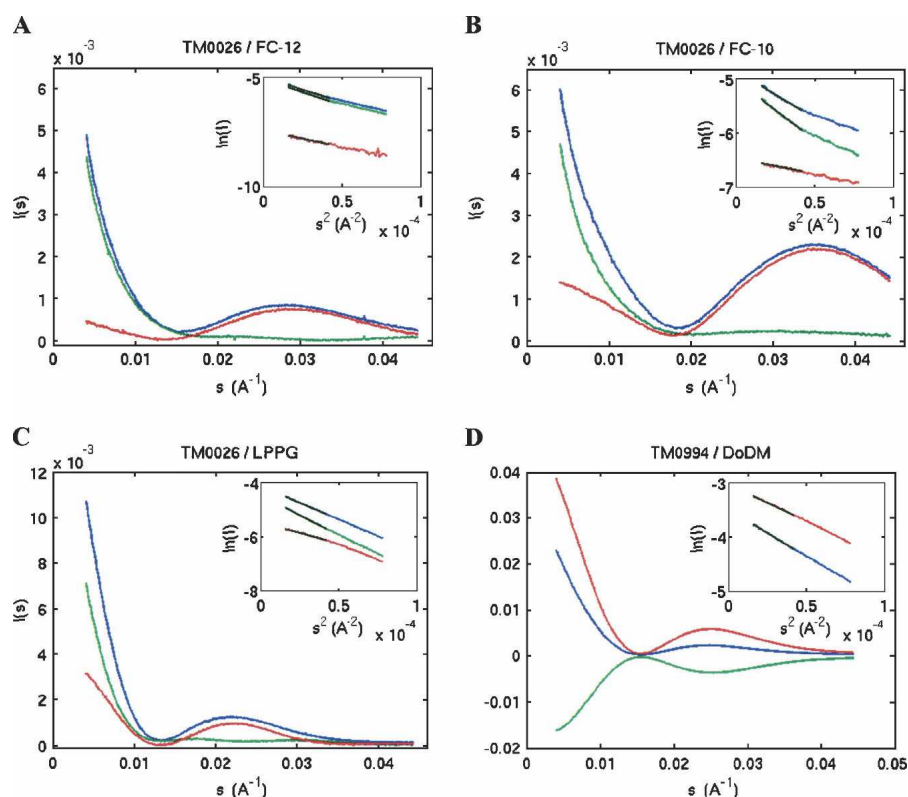 A
TM0026 / FC-12
x 10⁻³
6
5
4
3
2
1
0
I(s)
0
0.01
0.02
0.03
0.04
s (A⁻¹)
-5
-10
ln(I)
0
0.5
1
s² (A⁻²)
x 10⁻⁴
B
TM0026 / FC-10
x 10⁻³
6
5
4
3
2
1
0
I(s)
0
0.01
0.02
0.03
0.04
s (A⁻¹)
-5
-6
-7
ln(I)
0
0.5
1
s² (A⁻²)
x 10⁻⁴
C
TM0026 / LPPG
x 10⁻³
12
10
8
6
4
2
0
I(s)
0
0.01
0.02
0.03
0.04
s (A⁻¹)
-4
-6
-8
ln(I)
0
0.5
1
s² (A⁻²)
x 10⁻⁴
D
TM0994 / DoDM
0.04
0.03
0.02
0.01
0
-0.01
-0.02
0
0.01
0.02
0.03
0.04
0.05
s (A⁻¹)
-3
-4
-5
ln(I)
0
0.5
1
s² (A⁻²)
x 10⁻⁴